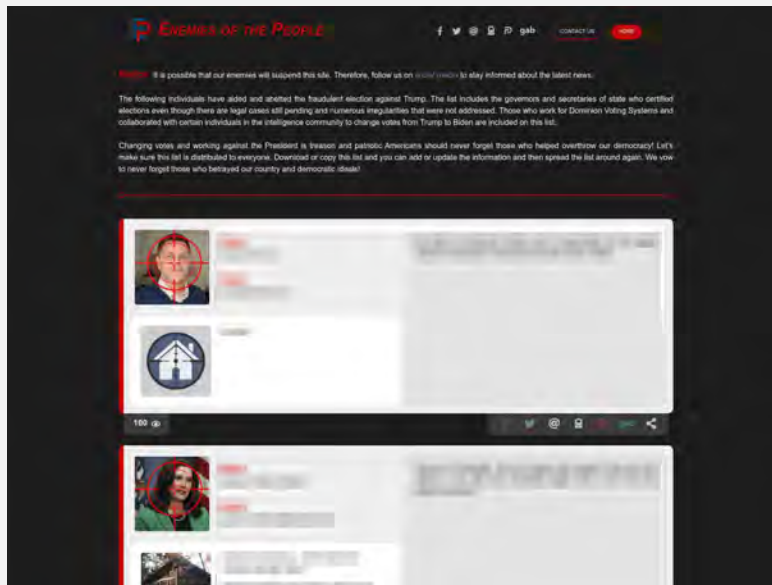 ENEMIES OF THE PEOPLE
gab CONTACT US HOME
It is possible that our enemies will suspend this site. Therefore, follow us on social media to stay informed about the latest news.
The following individuals have aided and abetted the fraudulent election against Trump. The list includes the governors and secretaries of state who certified
elections even though there are legal cases still pending and numerous irregularities that were not addressed. Those who work for Dominion Voting Systems and
collaborated with certain individuals in the intelligence community to change votes from Trump to Biden are included on this list.
Changing votes and working against the President is treason and patriotic Americans should never forget those who helped overthrow our democracy! Let's
make sure this list is distributed to everyone. Download or copy this list and you can add or update the information and then spread the list around again. We vow
to never forget those who betrayed our country and democratic ideals!
160